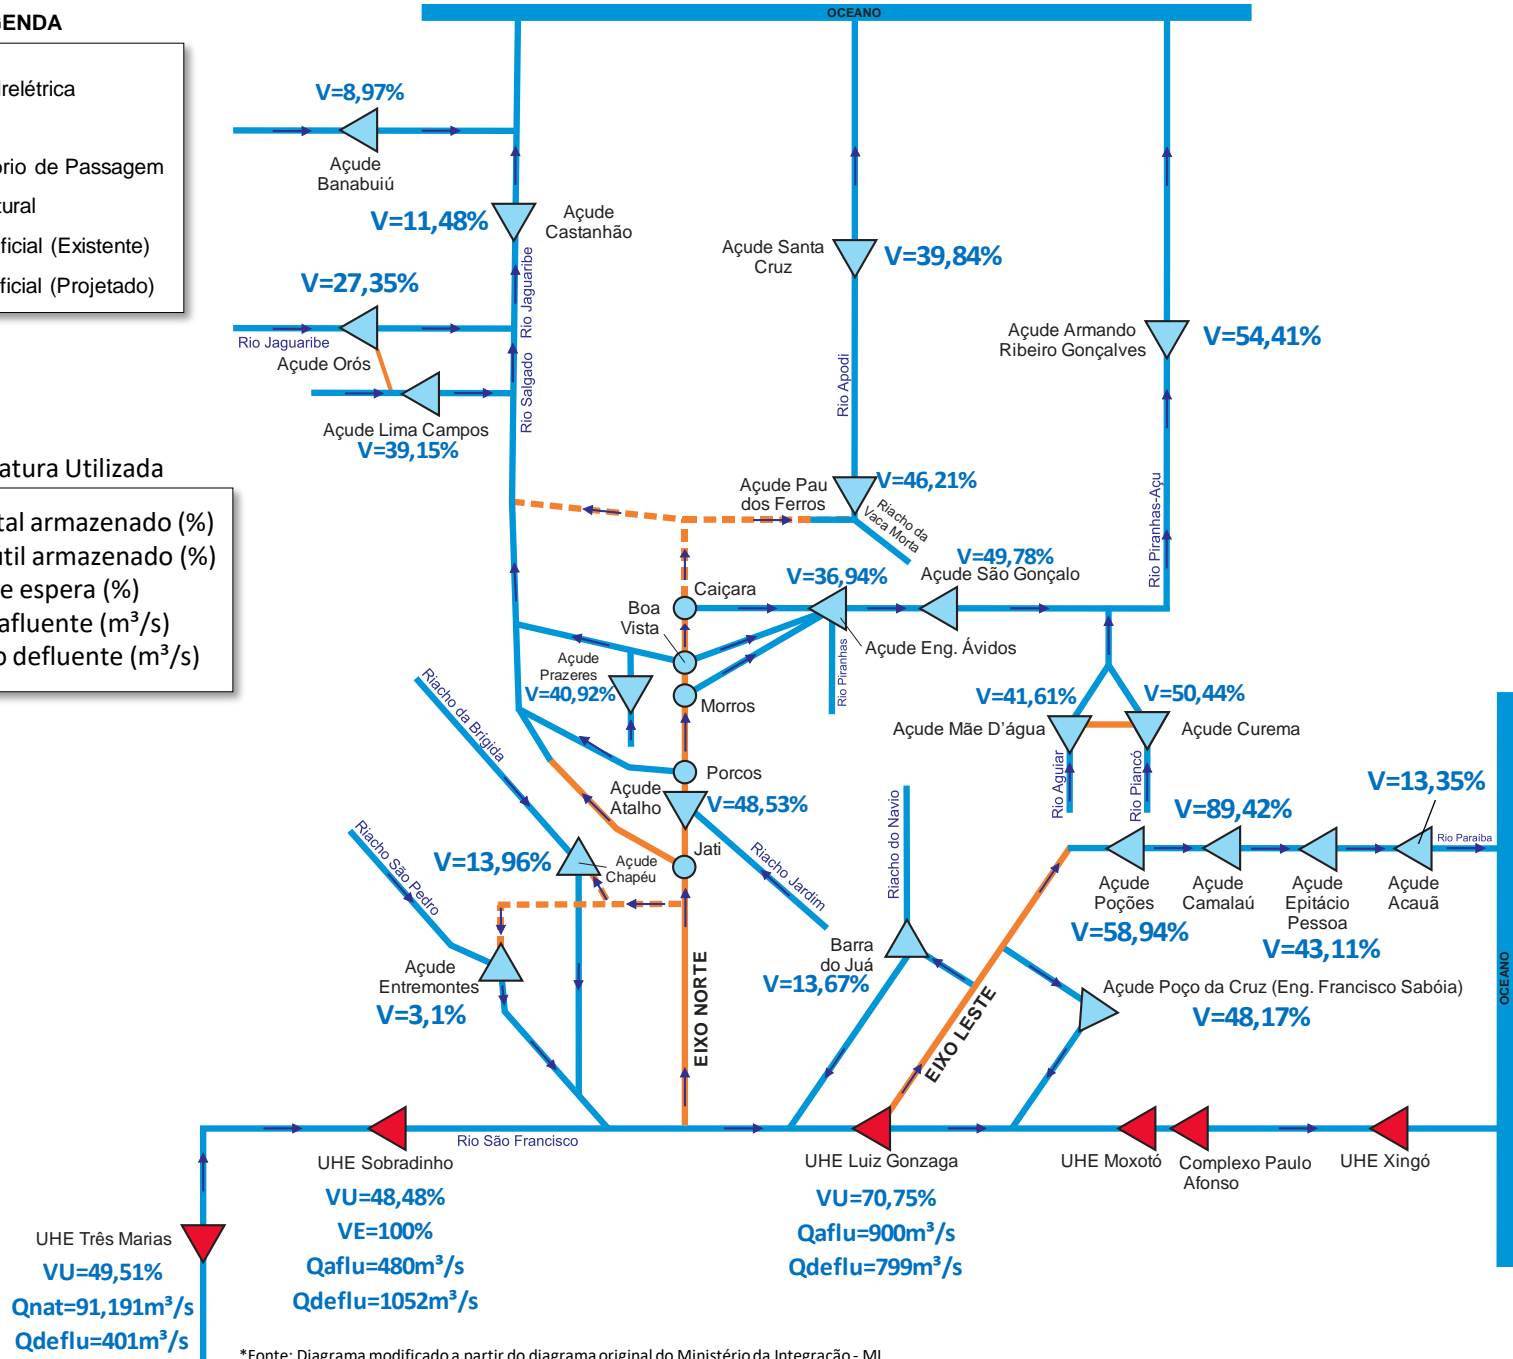 OCEANO
GENDA
drelétrica
ório de Passagem
tural
ificial (Existente)
ificial (Projetado)
V=8,97%
Açude
Banabuiú
V=11,48%
Açude
Castanhão
Rio Jaguaribe
V=27,35%
Rio Jaguaribe
Açude Orós
Rio Salgado
Açude Lima Campos
V=39,15%
Açude Santa
Cruz
V=39,84%
Rio Apodi
Açude Armando
Ribeiro Gonçalves
V=54,41%
Rio Piranhas-Açu
atura Utilizada
tal armazenado (%)
útil armazenado (%)
e espera (%)
afluente (m³/s)
o defluente (m³/s)
Açude Pau
dos Ferros
V=46,21%
Riacho da
Vaca Morta
V=49,78%
Açude São Gonçalo
V=36,94%
Açude Eng. Ávidos
Rio Piranhas
Caiçara
Boa
Vista
Morros
Açude
Prazeres
V=40,92%
Porcos
Açude
Atalho
V=48,53%
Jati
Riacho Jardim
Riacho da Brígida
Riacho São Pedro
V=13,96%
Açude
Chapéu
Açude
Entremontes
V=3,1%
EIXO NORTE
V=41,61%
Açude Mãe D'água
Rio Aguiar
V=50,44%
Açude Curema
Rio Piancó
V=13,35%
V=89,42%
Rio Paraíba
Açude
Poções
V=58,94%
Açude
Camalaú
Açude
Epitácio
Pessoa
V=43,11%
Açude
Acauã
Riacho do Navio
Barra
do Juá
V=13,67%
EIXO LESTE
Açude Poço da Cruz (Eng. Francisco Sabóia)
V=48,17%
OCEANO
Rio São Francisco
UHE Sobradinho
VU=48,48%
VE=100%
Qaflu=480m³/s
Qdeflu=1052m³/s
UHE Luiz Gonzaga
VU=70,75%
Qaflu=900m³/s
Qdeflu=799m³/s
UHE Moxotó
Complexo Paulo
Afonso
UHE Xingó
UHE Três Marias
VU=49,51%
Qnat=91,191m³/s
Qdeflu=401m³/s
*Fonte: Diagrama modificado a partir do diagrama original do Ministério da Integração - MI